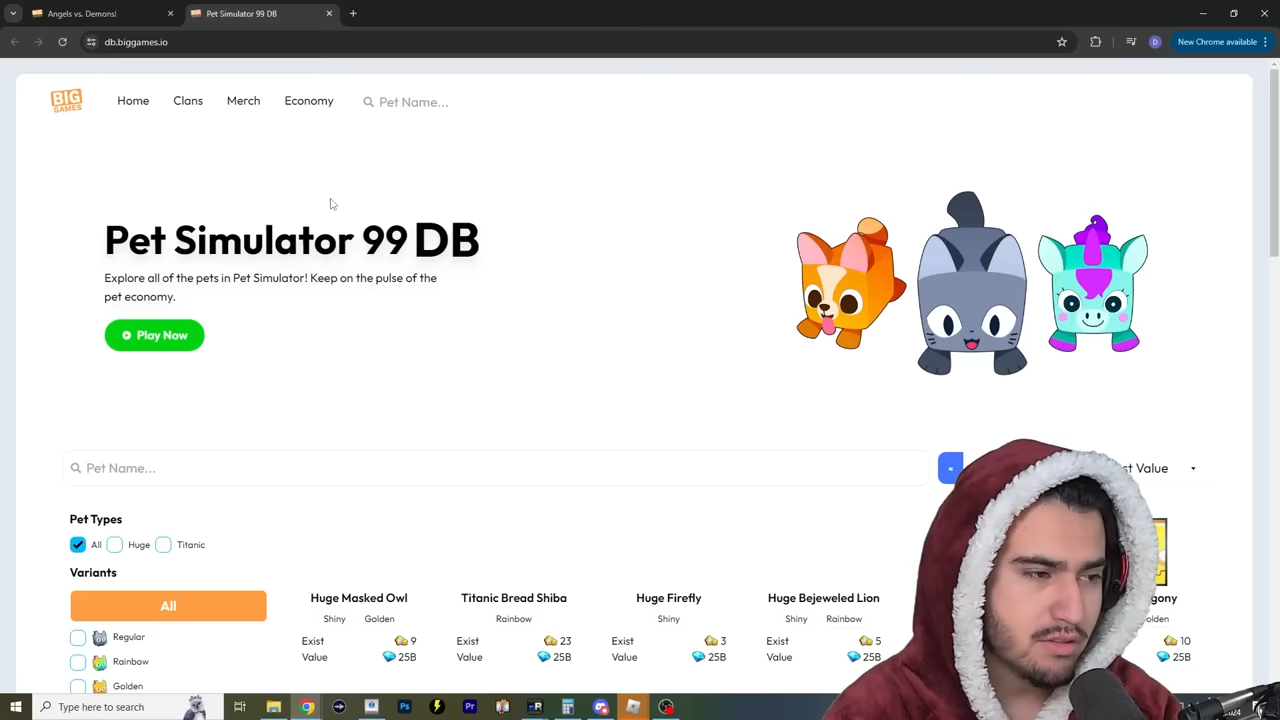 Angels vs. Demons!
Pet Simulator 99 DB
db.biggames.io
New Chrome available
BIG GAMES
Home
Clans
Merch
Economy
Pet Name...
Pet Simulator 99 DB
Explore all of the pets in Pet Simulator! Keep on the pulse of the
pet economy.
Play Now
Pet Name...
st Value
Pet Types
All
Huge
Titanic
Variants
All
Regular
Rainbow
Golden
Huge Masked Owl
Shiny Golden
Exist 9
Value 25B
Titanic Bread Shiba
Rainbow
Exist 23
Value 25B
Huge Firefly
Shiny
Exist 3
Value 25B
Huge Bejeweled Lion
Shiny Rainbow
Exist 5
Value 25B
gony
olden
10
25B
Type here to search